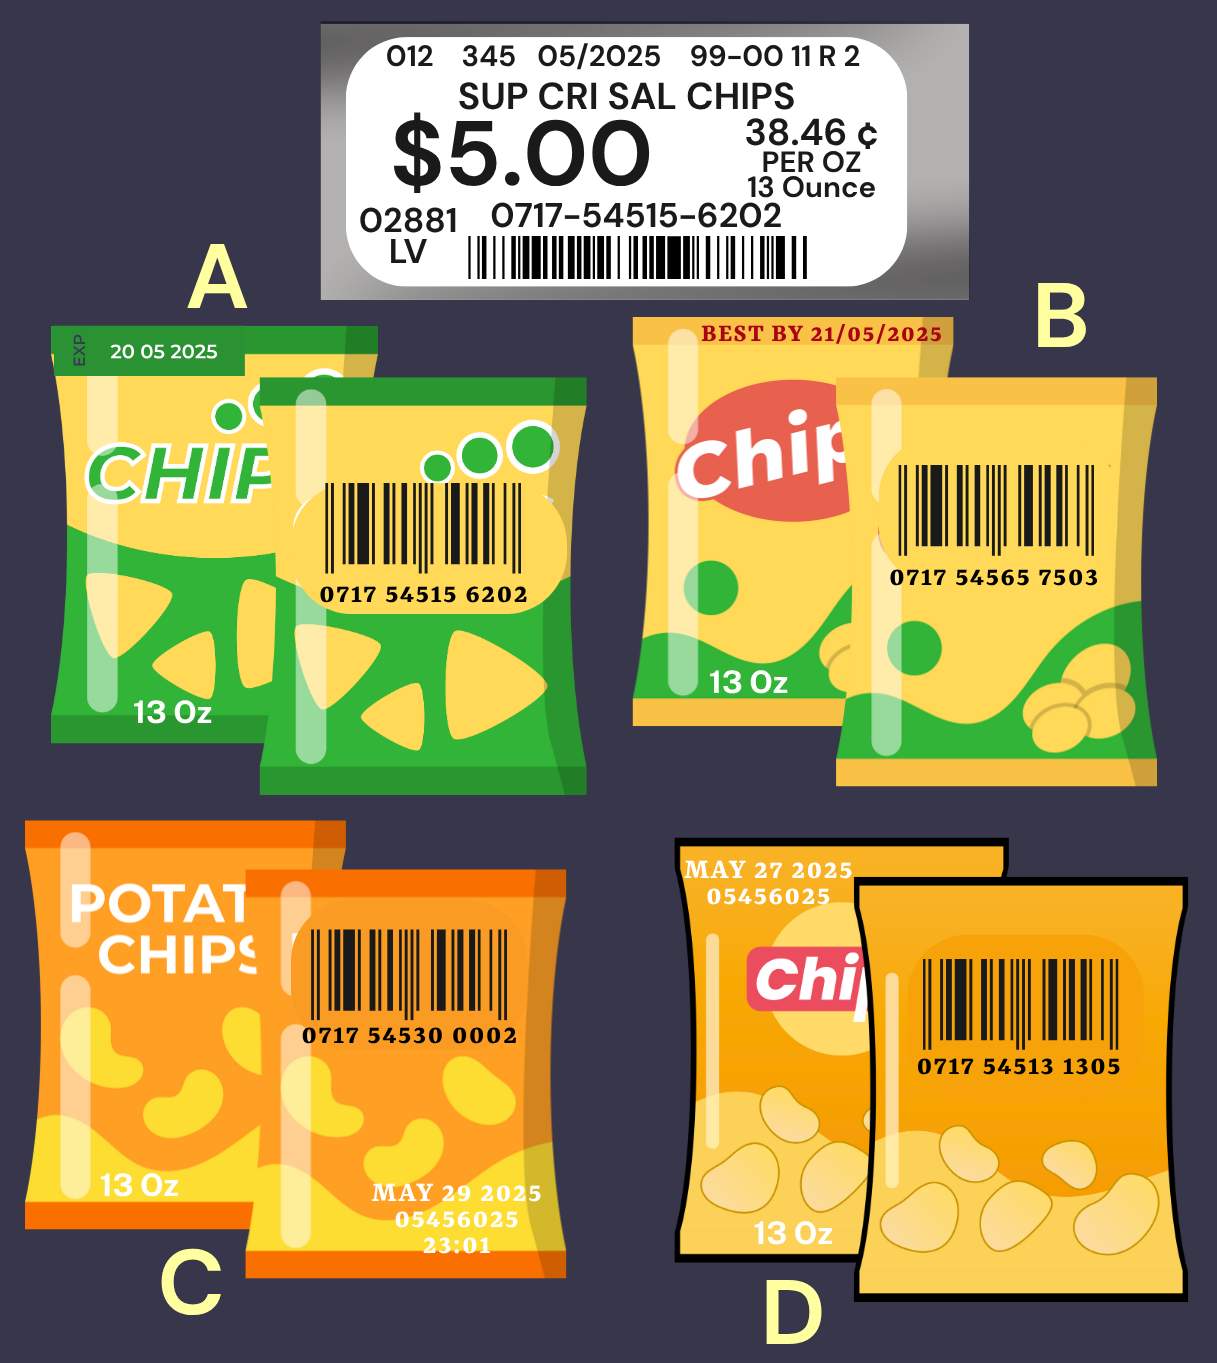 012 345 05/2025 99-00 11 R 2
SUP CRI SAL CHIPS
$5.00
38.46 ¢
PER OZ
13 Ounce
02881
LV
0717-54515-6202
A
EXP 20 05 2025
CHIP
0717 54515 6202
13 Oz
B
BEST BY 21/05/2025
Chip
0717 54565 7503
13 Oz
POTAT
CHIPS
0717 54530 0002
13 Oz
MAY 29 2025
05456025
23:01
C
MAY 27 2025
05456025
Chip
0717 54513 1305
13 Oz
D